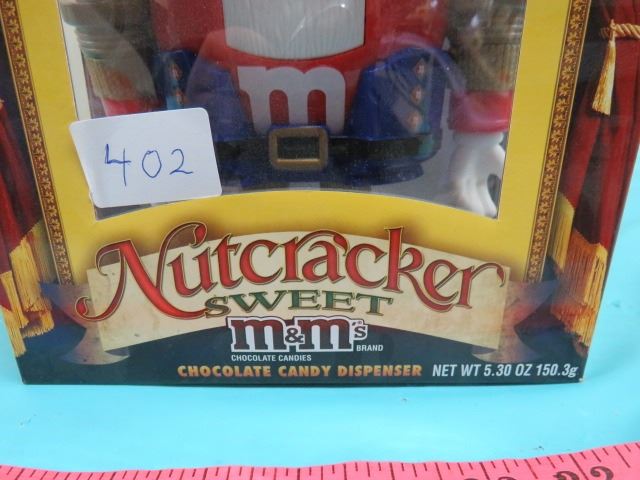 m
402
Nutcracker
SWEET
m&m's
CHOCOLATE CANDIES BRAND
CHOCOLATE CANDY DISPENSER NET WT 5.30 OZ 150.3g